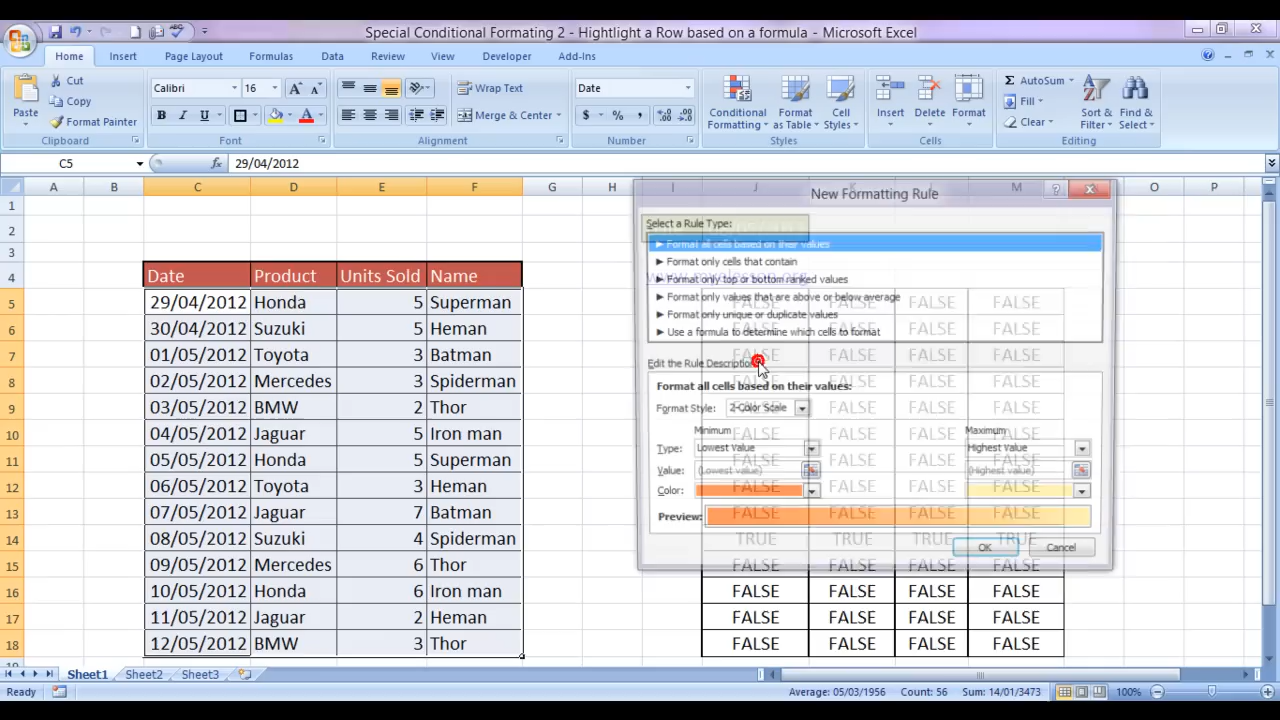 Special Conditional Formating 2 - Hightlight a Row based on a formula - Microsoft Excel
Home Insert Page Layout Formulas Data Review View Developer Add-Ins
Paste
Cut
Copy
Format Painter
Clipboard
Calibri 16
B I U A
Font
Wrap Text
Merge & Center
Alignment
Date
$ % ,
Number
Conditional Formatting
Format as Table
Cell Styles
Styles
Insert Delete Format
Cells
AutoSum
Fill
Clear
Sort & Filter
Find & Select
Editing
C5 fx 29/04/2012
A B C D E F G H I J K L M O P
1
2
3
4 Date Product Units Sold Name
5 29/04/2012 Honda 5 Superman FALSE FALSE FALSE FALSE
6 30/04/2012 Suzuki 5 Heman FALSE FALSE FALSE FALSE
7 01/05/2012 Toyota 3 Batman FALSE FALSE FALSE FALSE
8 02/05/2012 Mercedes 3 Spiderman FALSE FALSE FALSE FALSE
9 03/05/2012 BMW 2 Thor FALSE FALSE FALSE
10 04/05/2012 Jaguar 5 Iron man FALSE FALSE FALSE FALSE
11 05/05/2012 Honda 5 Superman FALSE FALSE FALSE FALSE
12 06/05/2012 Toyota 3 Heman FALSE FALSE FALSE FALSE
13 07/05/2012 Jaguar 7 Batman FALSE FALSE FALSE FALSE
14 08/05/2012 Suzuki 4 Spiderman TRUE TRUE TRUE TRUE
15 09/05/2012 Mercedes 6 Thor FALSE FALSE FALSE FALSE
16 10/05/2012 Honda 6 Iron man FALSE FALSE FALSE FALSE
17 11/05/2012 Jaguar 2 Heman FALSE FALSE FALSE FALSE
18 12/05/2012 BMW 3 Thor FALSE FALSE FALSE FALSE
New Formatting Rule
Select a Rule Type:
► Format all cells based on their values
► Format only cells that contain
► Format only top or bottom ranked values
► Format only values that are above or below average
► Format only unique or duplicate values
► Use a formula to determine which cells to format
Edit the Rule Description:
Format all cells based on their values:
Format Style: 2-Color Scale
Minimum Maximum
Type: Lowest Value Highest Value
Value: (Lowest value) (Highest value)
Color:
Preview:
OK Cancel
Sheet1 Sheet2 Sheet3
Ready Average: 05/03/1956 Count: 56 Sum: 14/01/3473 100%